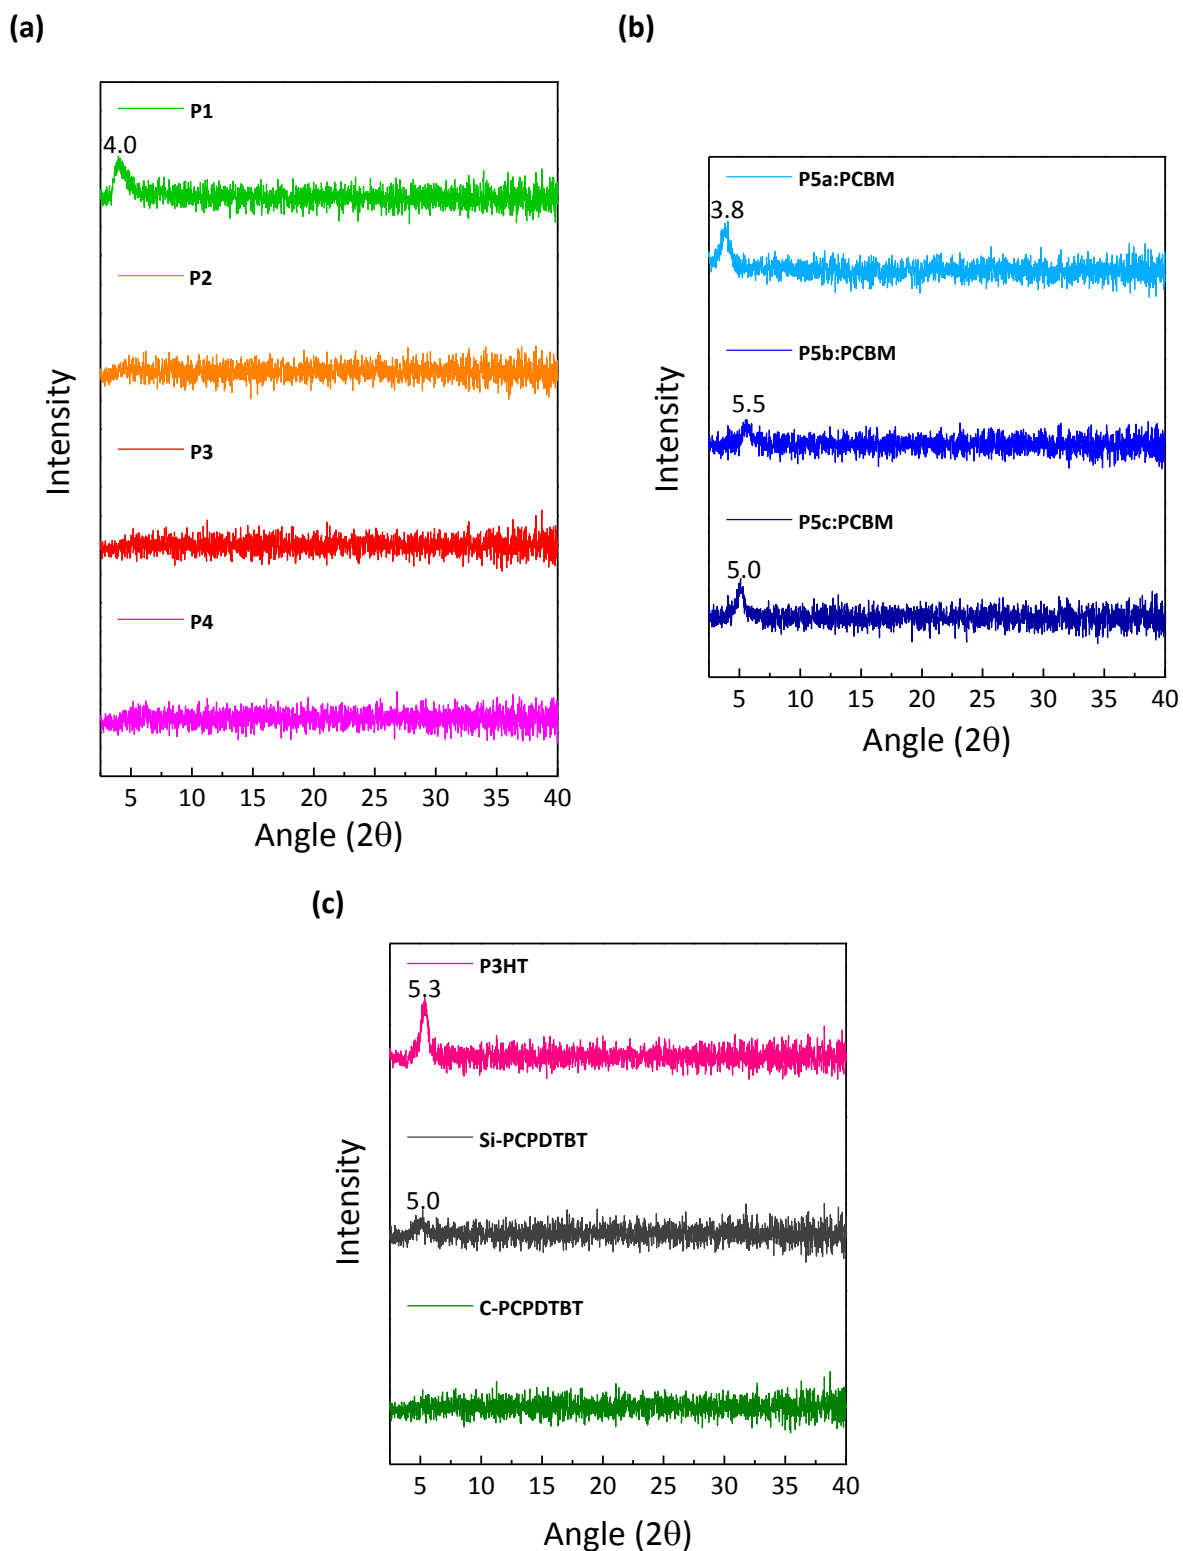 (a)
P1
4.0
P2
P3
P4
Intensity
5 10 15 20 25 30 35 40
Angle (2θ)
(b)
P5a:PCBM
3.8
P5b:PCBM
5.5
P5c:PCBM
5.0
Intensity
5 10 15 20 25 30 35 40
Angle (2θ)
(c)
P3HT
5.3
Si-PCPDTBT
5.0
C-PCPDTBT
Intensity
5 10 15 20 25 30 35 40
Angle (2θ)